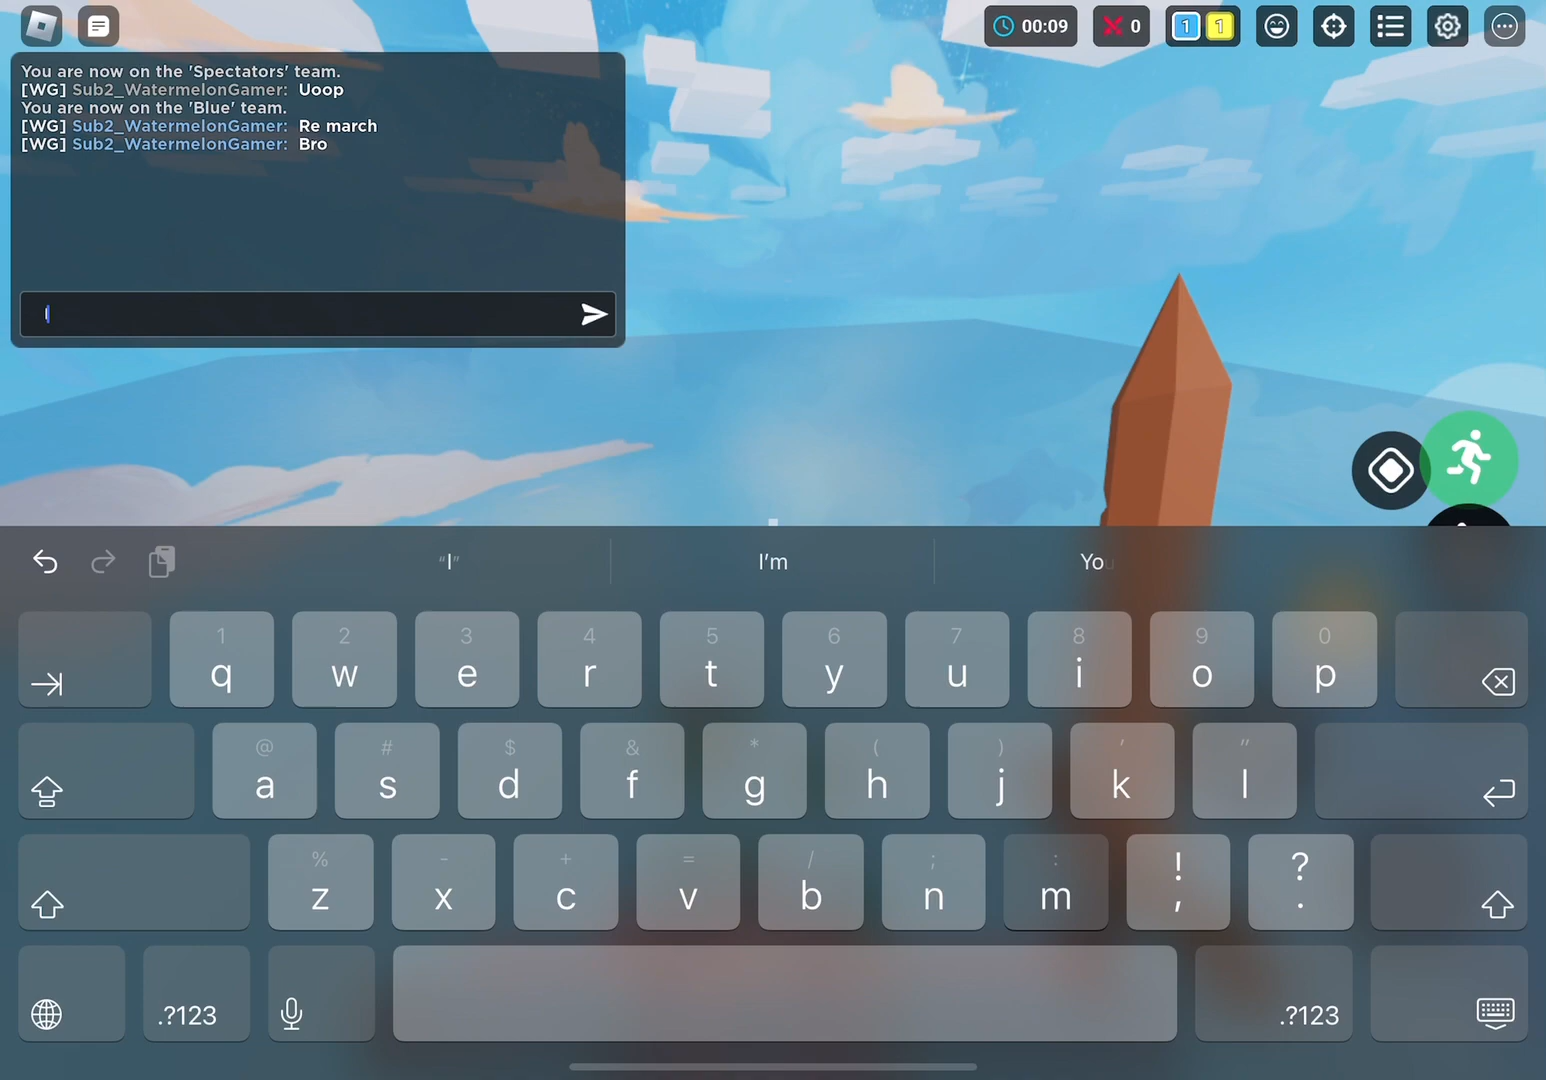 00:09
0
1
1
You are now on the 'Spectators' team.
[WG] Sub2_WatermelonGamer: Uoop
You are now on the 'Blue' team.
[WG] Sub2_WatermelonGamer: Re march
[WG] Sub2_WatermelonGamer: Bro
I
"I"
I'm
You
1 2 3 4 5 6 7 8 9 0
q w e r t y u i o p
@ # $ & * ( ) ' "
a s d f g h j k l
% - + = / ; : ! ?
z x c v b n m , .
.?123
.?123